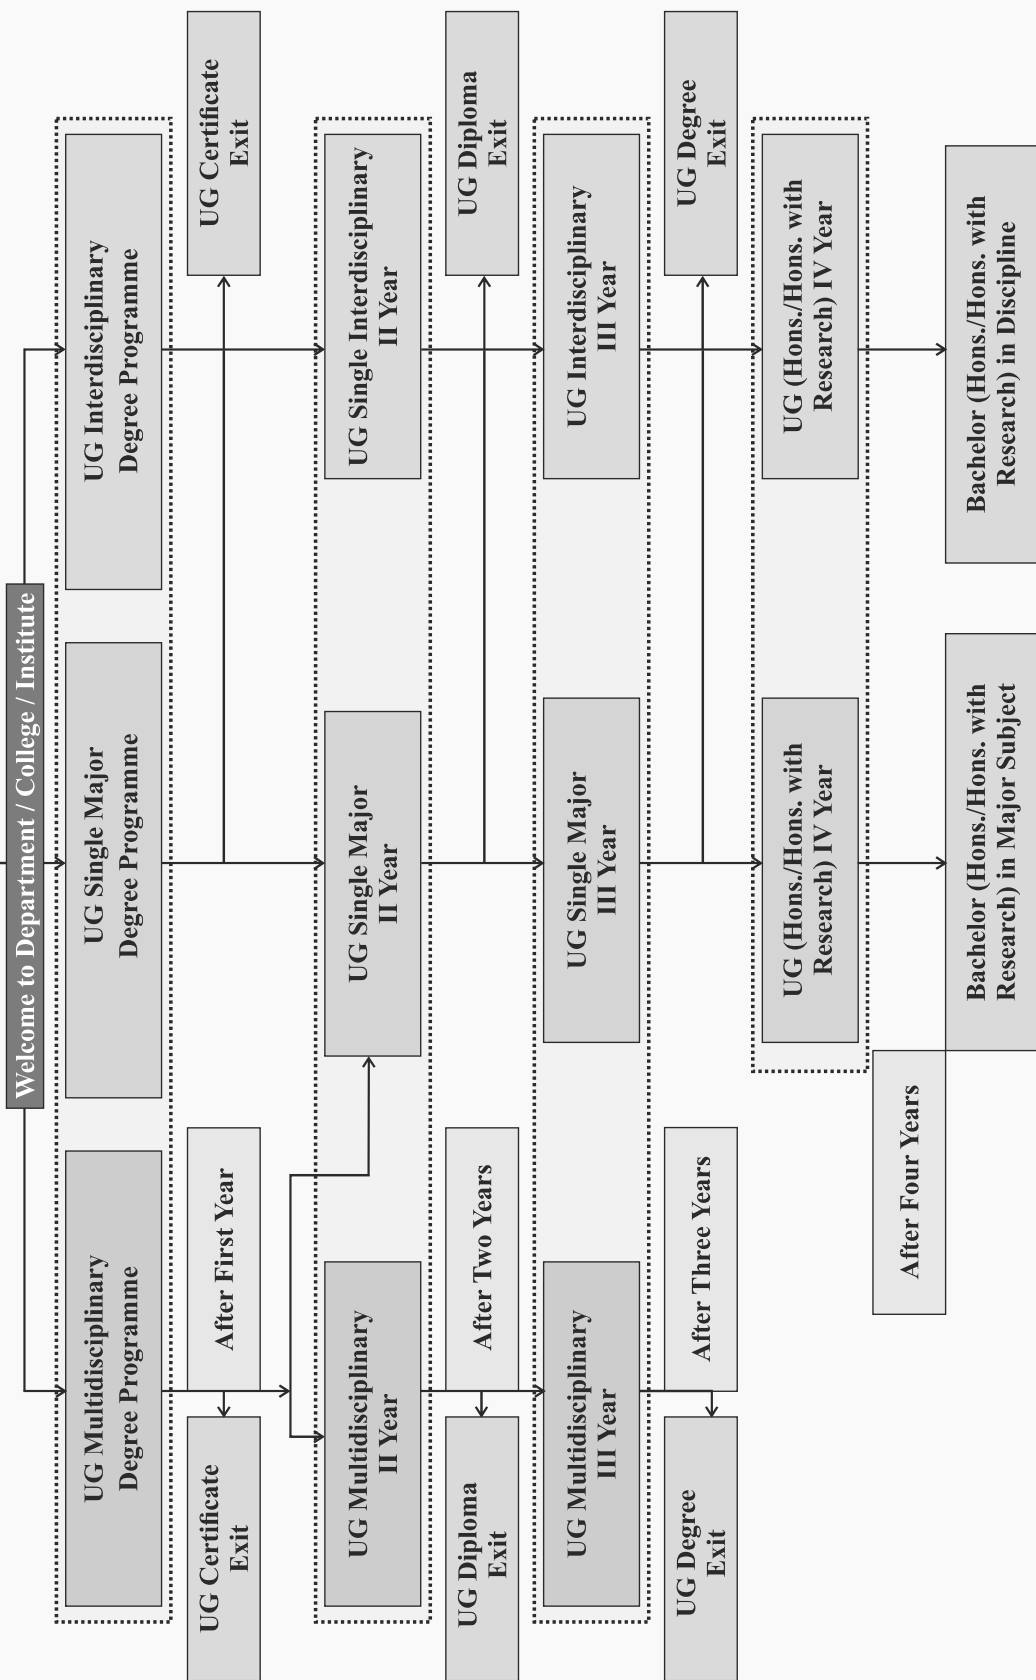 Welcome to Department / College / Institute
UG Multidisciplinary
Degree Programme
UG Single Major
Degree Programme
UG Interdisciplinary
Degree Programme
UG Certificate
Exit
After First Year
UG Certificate
Exit
UG Multidisciplinary
II Year
UG Single Major
II Year
UG Single Interdisciplinary
II Year
UG Diploma
Exit
After Two Years
UG Diploma
Exit
UG Multidisciplinary
III Year
UG Single Major
III Year
UG Interdisciplinary
III Year
UG Degree
Exit
After Three Years
UG Degree
Exit
UG (Hons./Hons. with
Research) IV Year
UG (Hons./Hons. with
Research) IV Year
After Four Years
Bachelor (Hons./Hons. with
Research) in Major Subject
Bachelor (Hons./Hons. with
Research) in Discipline